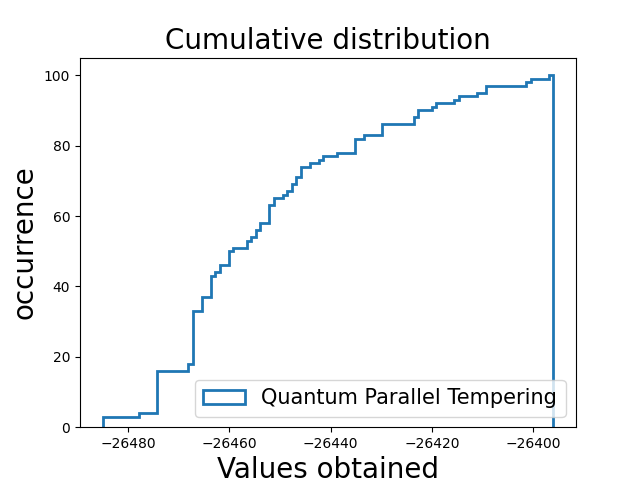 Cumulative distribution
100
80
60
40
20
0
occurrence
Quantum Parallel Tempering
−26480
−26460
−26440
−26420
−26400
Values obtained